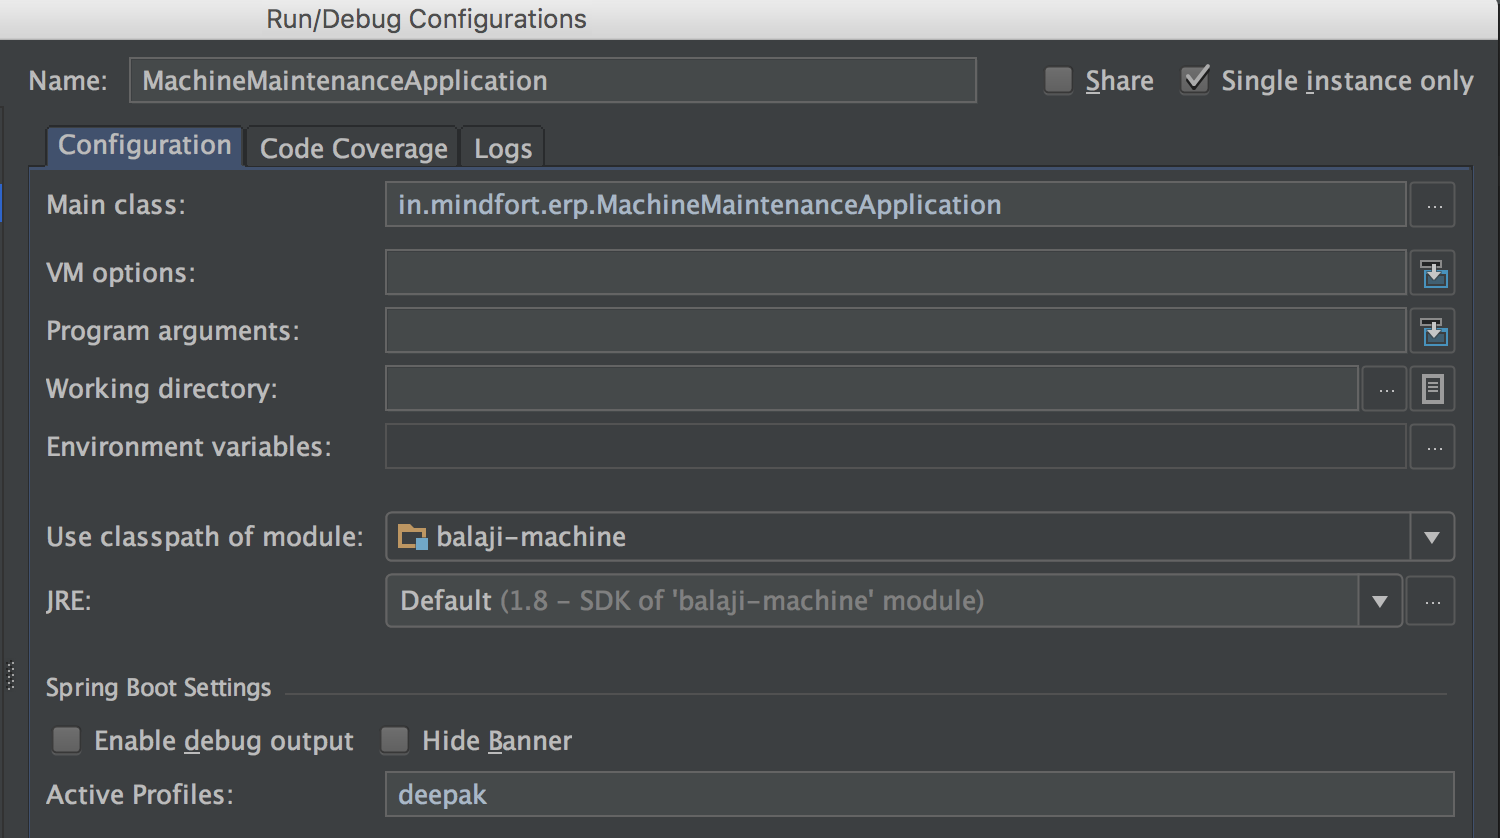 Run/Debug Configurations
Name: MachineMaintenanceApplication Share Single instance only
Configuration Code Coverage Logs
Main class: in.mindfort.erp.MachineMaintenanceApplication ...
VM options:
Program arguments:
Working directory: ...
Environment variables: ...
Use classpath of module: balaji-machine
JRE: Default (1.8 - SDK of 'balaji-machine' module) ...
Spring Boot Settings
Enable debug output Hide Banner
Active Profiles: deepak